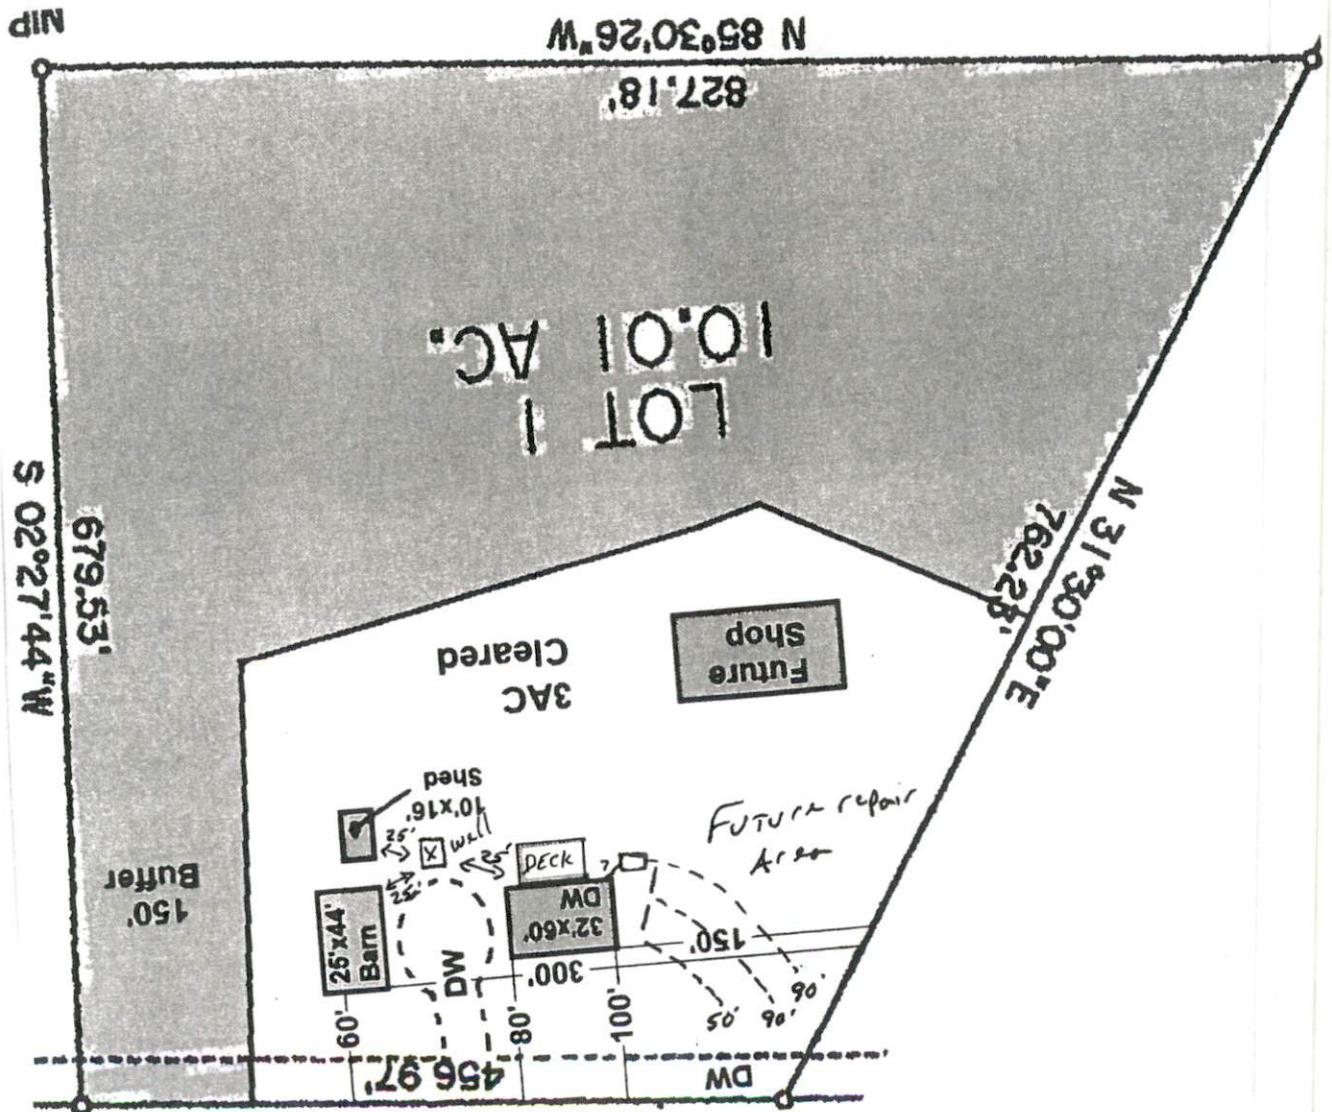 NIP
N 85°30'26"W
827.18'
LOT 1
10.01 AC.
S 02°27'44"W
679.53'
N 31°30'00"E
762.25'
3AC
Cleared
Future
Shop
10'x16'
Shed
25'
X
Well
25'
25'
DECK
?
Future repair
Area
150'
Buffer
25'x44'
Barn
32'x60'
DW
DW
300'
150'
60'
80'
100'
50'
90'
90'
456.97'
DW